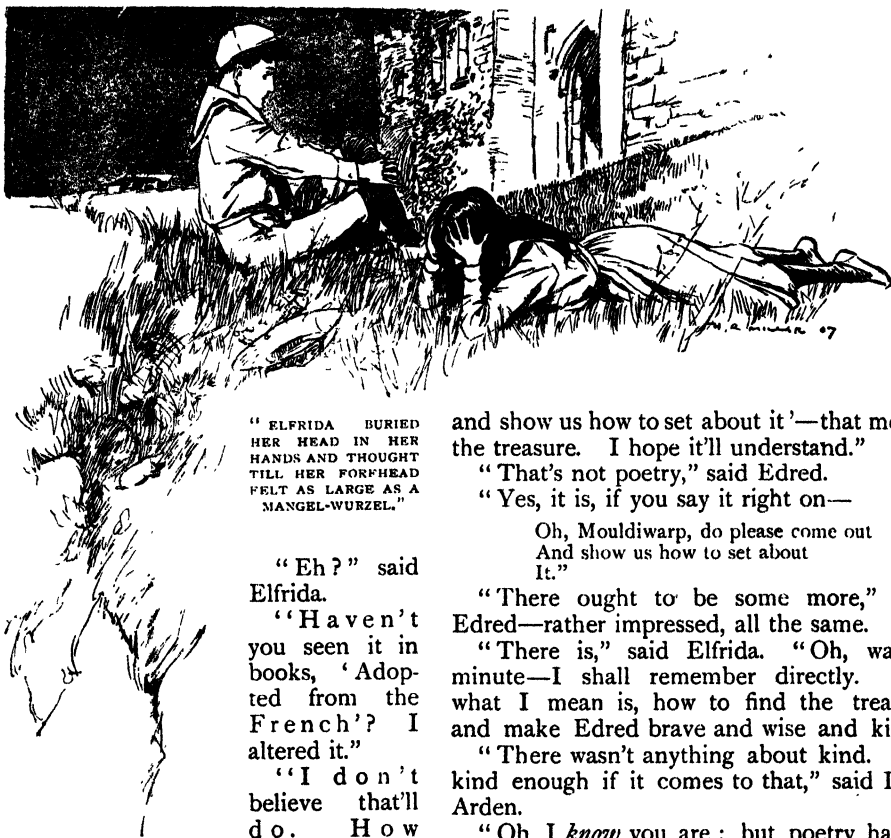 H. R. MILLAR 07
" ELFRIDA BURIED
HER HEAD IN HER
HANDS AND THOUGHT
TILL HER FORFHEAD
FELT AS LARGE AS A
MANGEL-WURZEL."
"Eh?" said
Elfrida.
"Haven't
you seen it in
books, 'Adop-
ted from the
French'? I
altered it."
"I don't
believe that'll
do. How
and show us how to set about it'—that
the treasure. I hope it'll understand."
"That's not poetry," said Edred.
"Yes, it is, if you say it right on—
Oh, Mouldiwarp, do please come out
And show us how to set about
It."
"There ought to be some more,"
Edred—rather impressed, all the same.
"There is," said Elfrida. "Oh,
minute—I shall remember directly.
what I mean is, how to find the
and make Edred brave and wise and
"There wasn't anything about kind.
kind enough if it comes to that," said
Arden.
"Oh, I know you are; but poetry